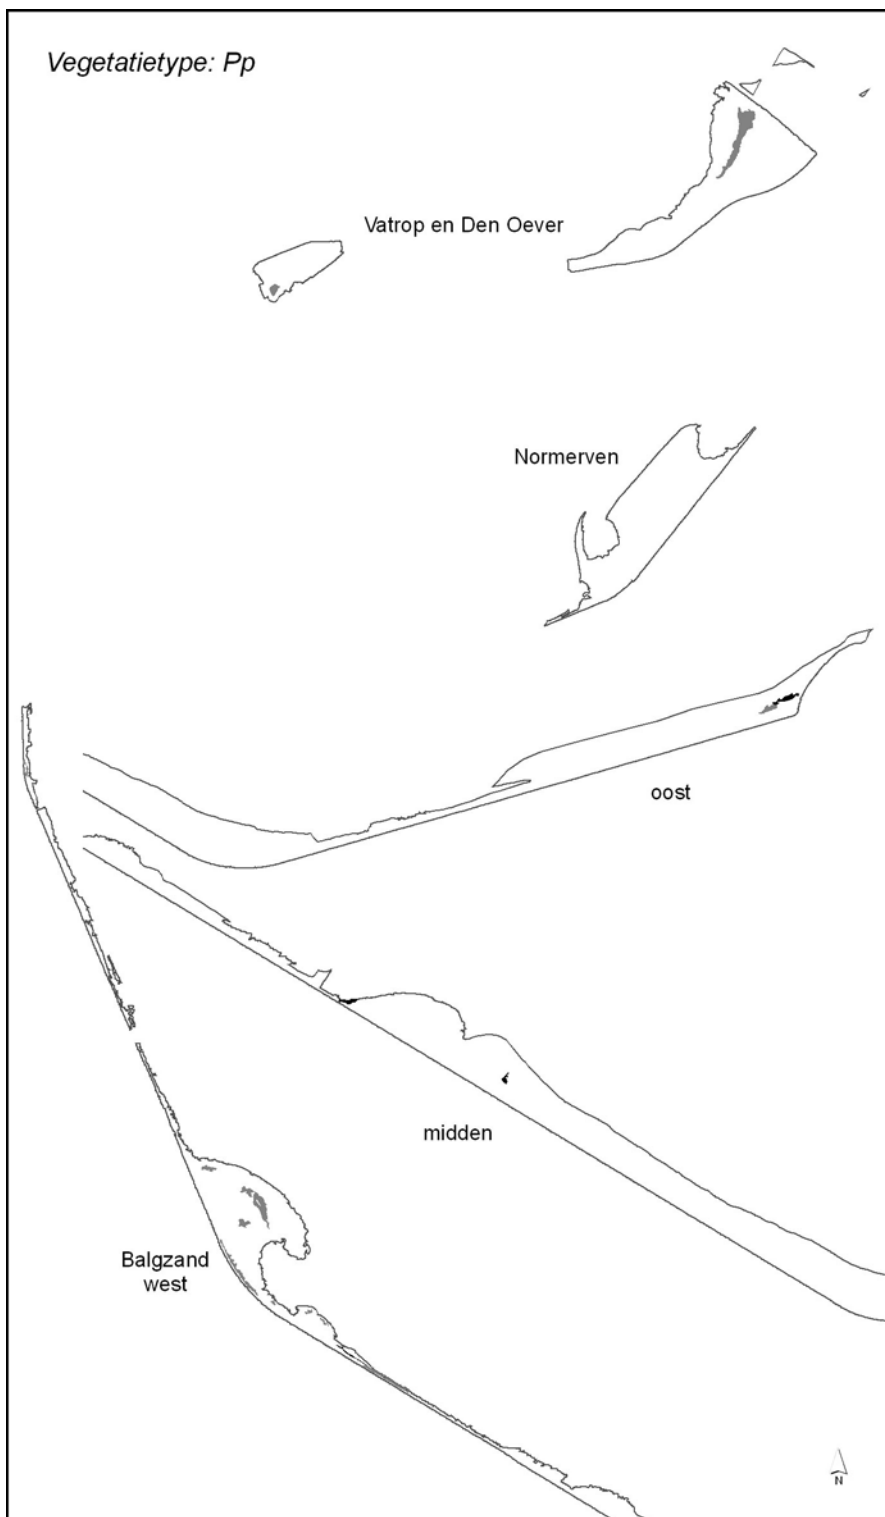 Vegetatietype: Pp
Vatrop en Den Oever
Normerven
oost
midden
Balgzand
west
N